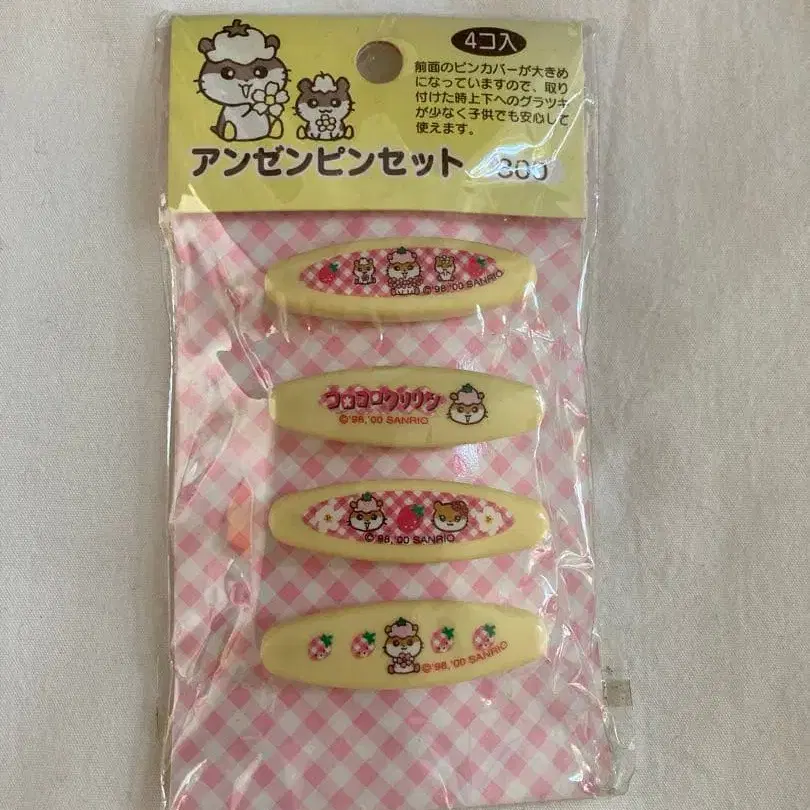 4コ入
前面のピンカバーが大きめ
になっていますので、取り
付けた時上下へのグラツキ
が少なく子供でも安心して
使えます。
アンゼンピンセット
300
©'98,'00 SANRIO
コロコロクリリン
©'98,'00 SANRIO
©'98,'00 SANRIO
©'98,'00 SANRIO